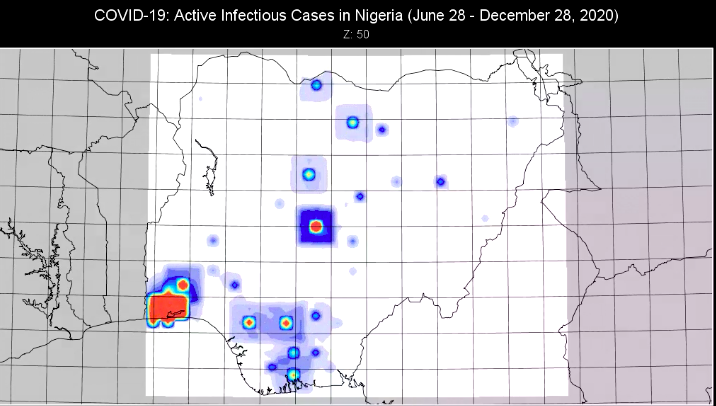 COVID-19: Active Infectious Cases in Nigeria (June 28 - December 28, 2020)
Z: 50